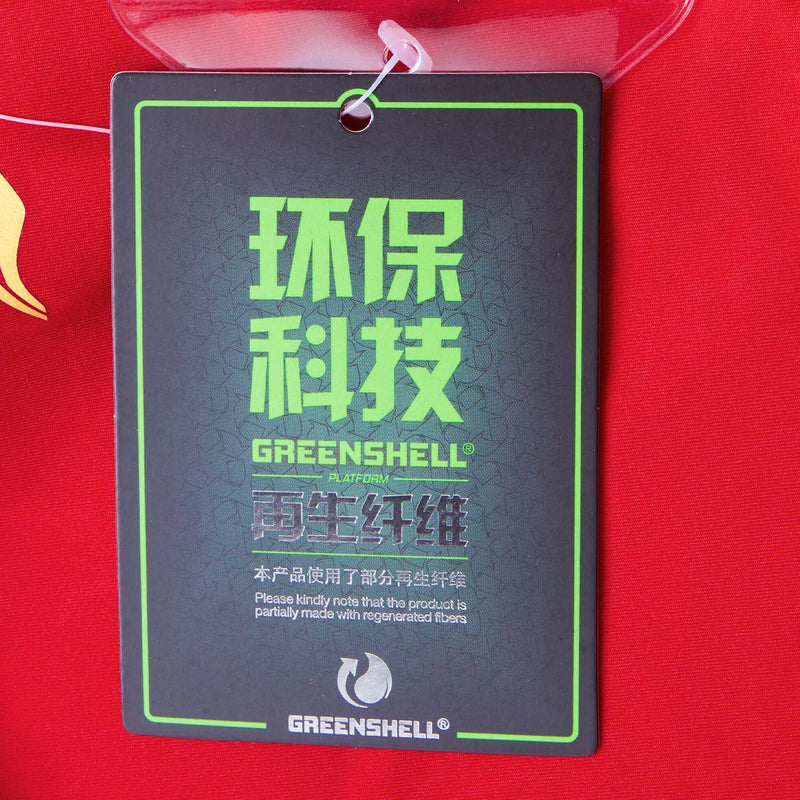 环保
科技
GREENSHELL®
PLATFORM
再生纤维
本产品使用了部分再生纤维
Please kindly note that the product is
partially made with regenerated fibers
GREENSHELL®